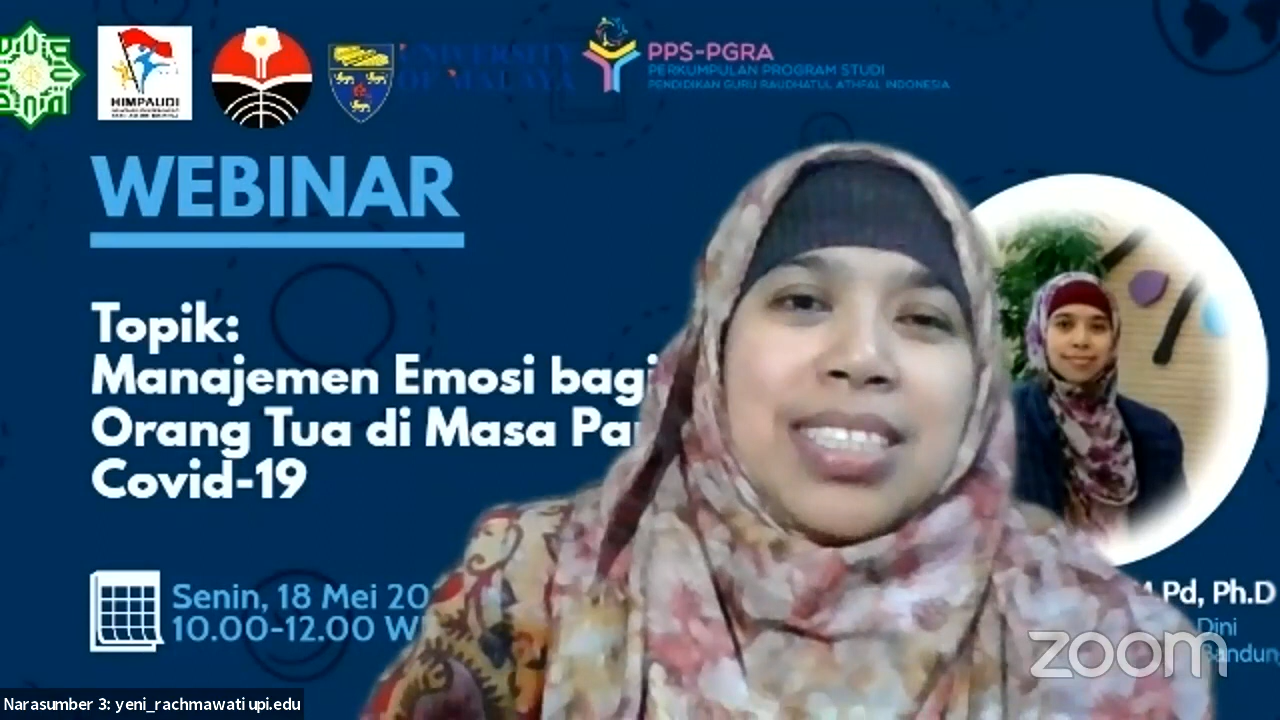 HIMPAUDI
UNIVERSITY
OF MALAYA
PPS-PGRA
PERKUMPULAN PROGRAM STUDI
PENDIDIKAN GURU RAUDHATUL ATHFAL INDONESIA
WEBINAR
Topik:
Manajemen Emosi bagi
Orang Tua di Masa Pa
Covid-19
Senin, 18 Mei 20
10.00-12.00 W
M.Pd, Ph.D
Dini
Bandun
zoom
Narasumber 3: yeni_rachmawati upi.edu